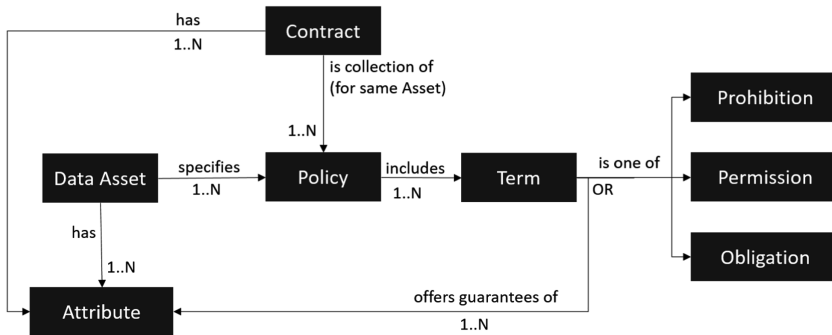 has
1..N
Contract
is collection of
(for same Asset)
1..N
Prohibition
Data Asset
specifies
1..N
Policy
includes
1..N
Term
is one of
OR
Permission
has
1..N
Obligation
Attribute
offers guarantees of
1..N